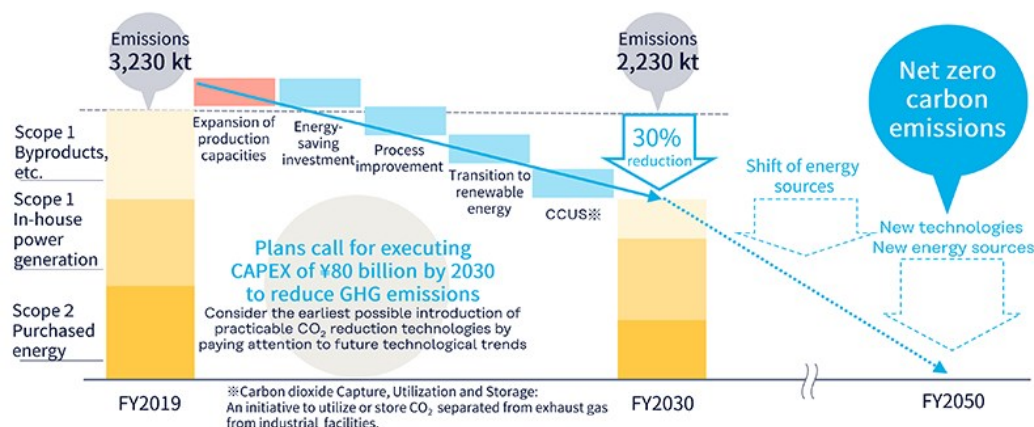 Emissions
3,230 kt
Emissions
2,230 kt
Net zero
carbon
emissions
Scope 1
Byproducts,
etc.
Scope 1
In-house
power
generation
Scope 2
Purchased
energy
Expansion of
production
capacities
Energy-
saving
investment
Process
improvement
Transition to
renewable
energy
CCUS※
30%
reduction
Shift of energy
sources
New technologies
New energy sources
Plans call for executing
CAPEX of ¥80 billion by 2030
to reduce GHG emissions
Consider the earliest possible introduction of
practicable CO₂ reduction technologies by
paying attention to future technological trends
FY2019
FY2030
FY2050
※Carbon dioxide Capture, Utilization and Storage:
An initiative to utilize or store CO₂ separated from exhaust gas
from industrial facilities.